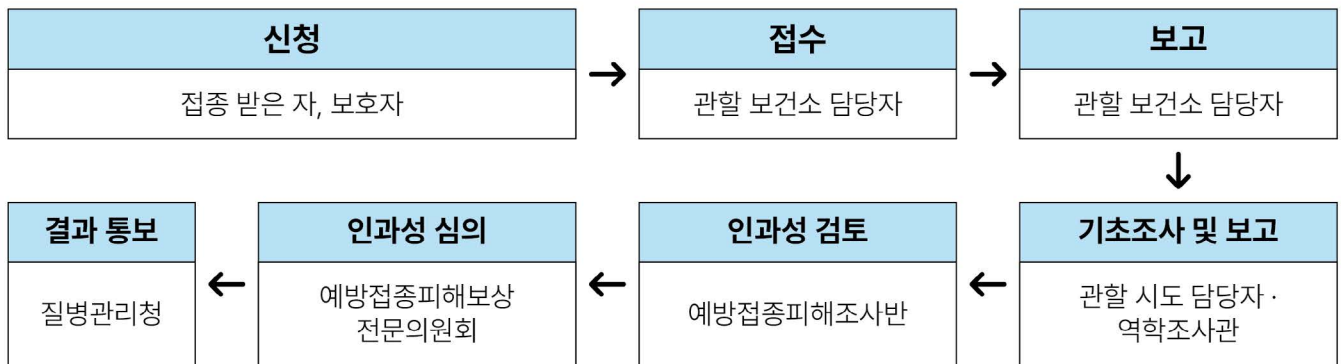 신청
접종 받은 자, 보호자
접수
관할 보건소 담당자
보고
관할 보건소 담당자
기초조사 및 보고
관할 시도 담당자 ·
역학조사관
인과성 검토
예방접종피해조사반
인과성 심의
예방접종피해보상
전문의원회
결과 통보
질병관리청